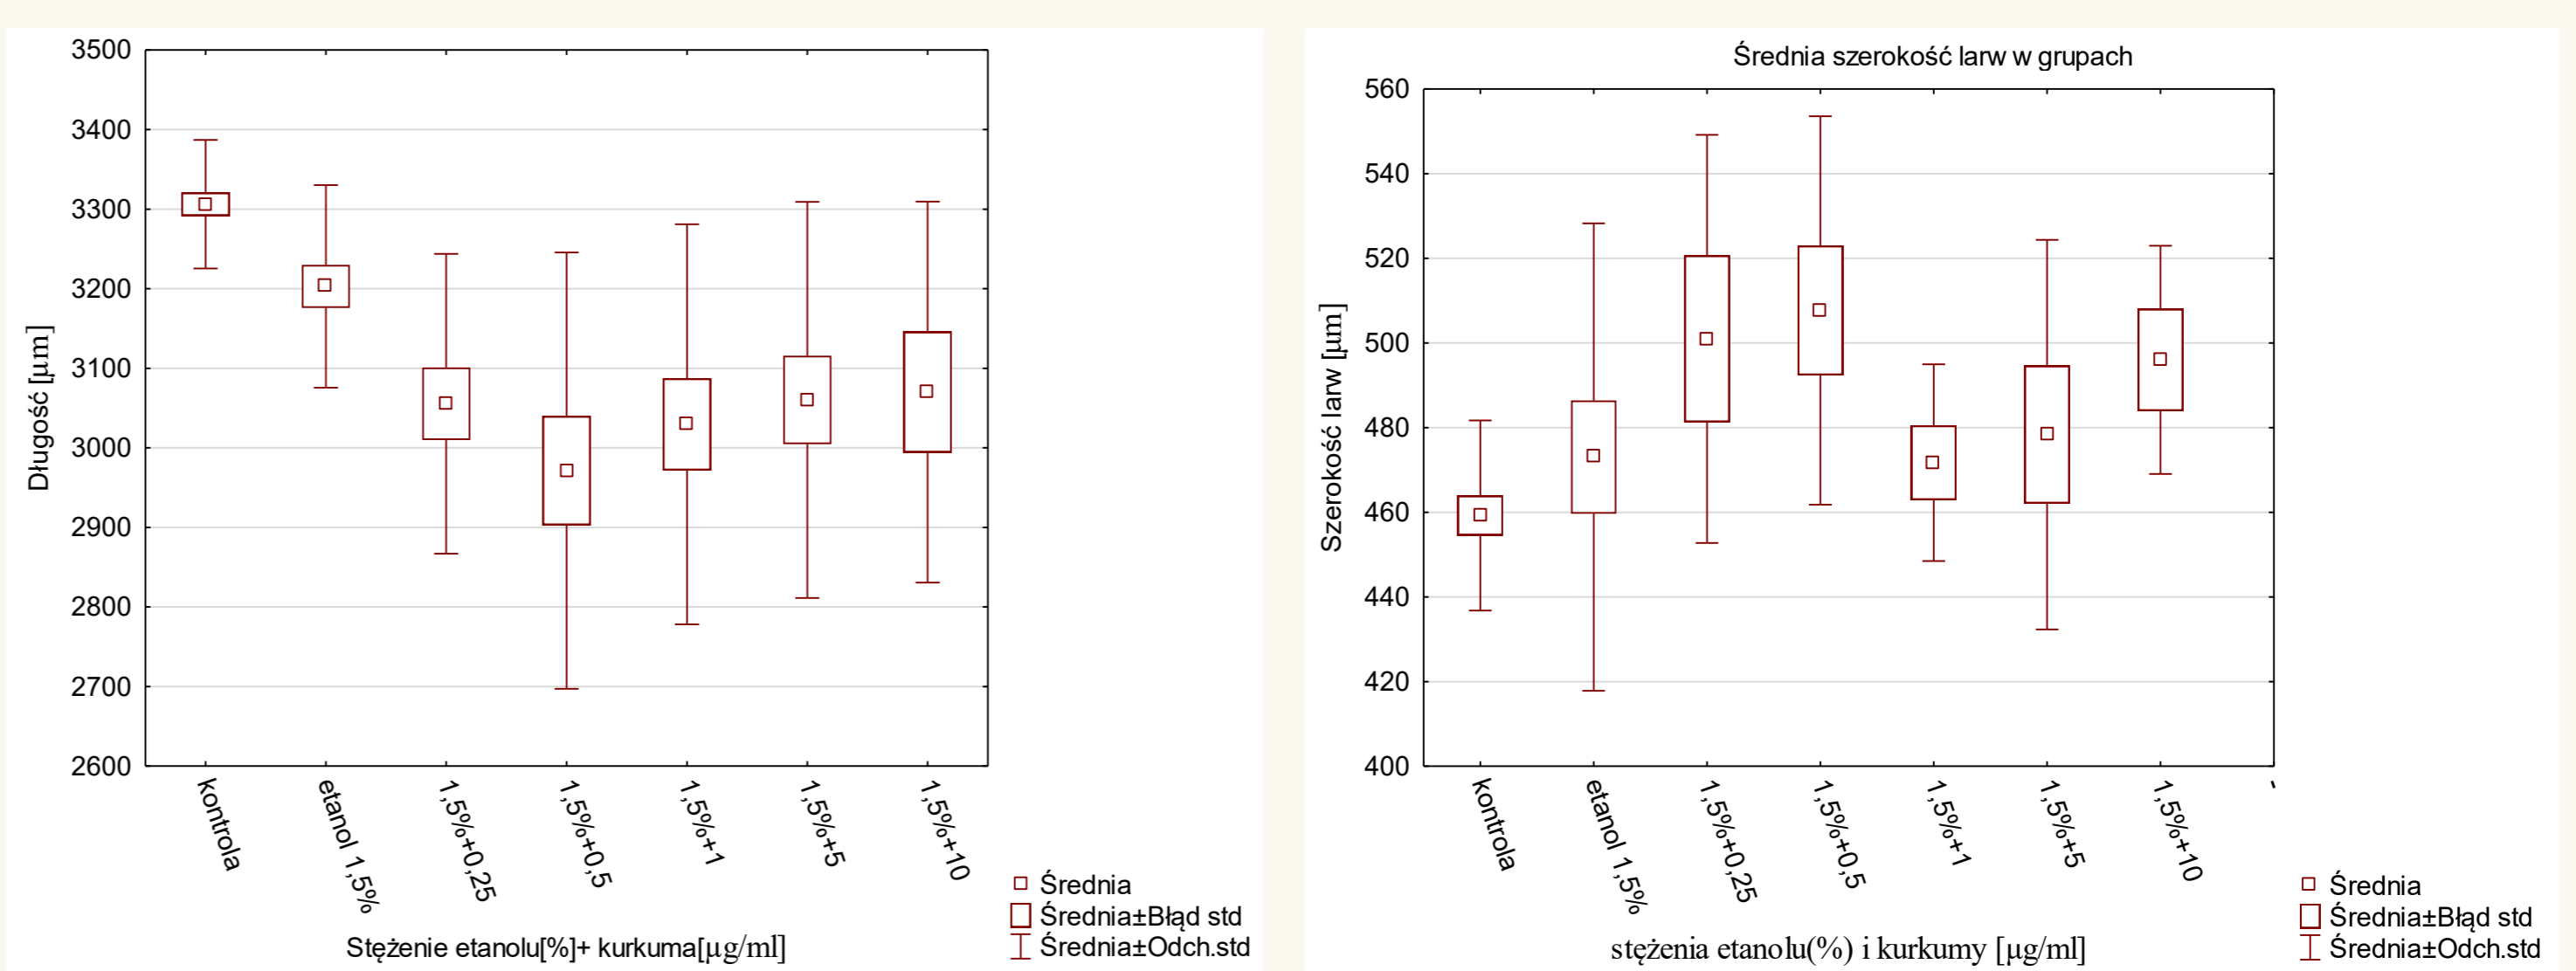 3500
3400
3300
3200
3100
3000
2900
2800
2700
2600
Długość [µm]
kontrola
etanol 1,5%
1,5%+0,25
1,5%+0,5
1,5%+1
1,5%+5
1,5%+10
Stężenie etanolu[%]+ kurkuma[µg/ml]
Średnia
Średnia±Błąd std
Średnia±Odch.std
Średnia szerokość larw w grupach
560
540
520
500
480
460
440
420
400
Szerokość larw [µm]
kontrola
etanol 1,5%
1,5%+0,25
1,5%+0,5
1,5%+1
1,5%+5
1,5%+10
-
stężenia etanolu(%) i kurkumy [µg/ml]
Średnia
Średnia±Błąd std
Średnia±Odch.std